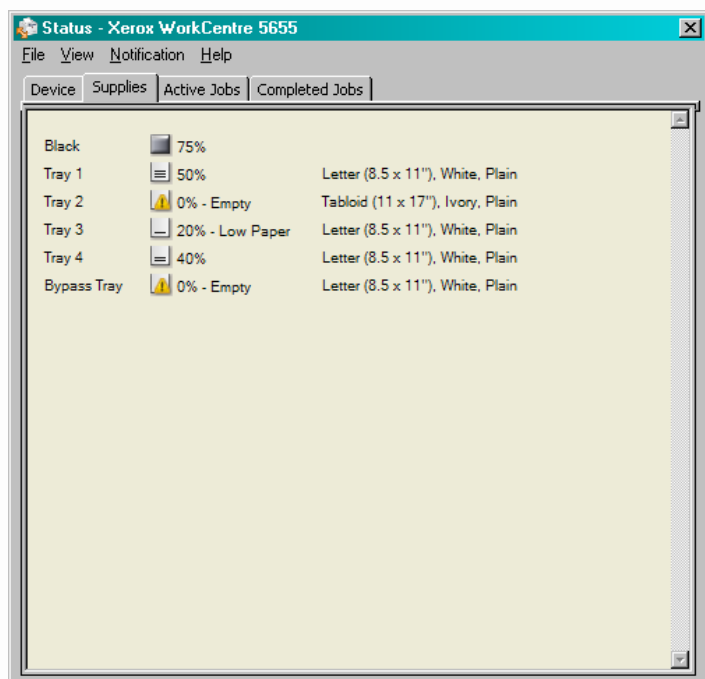 Status - Xerox WorkCentre 5655
File View Notification Help
Device Supplies Active Jobs Completed Jobs
Black 75%
Tray 1 50% Letter (8.5 x 11"), White, Plain
Tray 2 0% - Empty Tabloid (11 x 17"), Ivory, Plain
Tray 3 20% - Low Paper Letter (8.5 x 11"), White, Plain
Tray 4 40% Letter (8.5 x 11"), White, Plain
Bypass Tray 0% - Empty Letter (8.5 x 11"), White, Plain